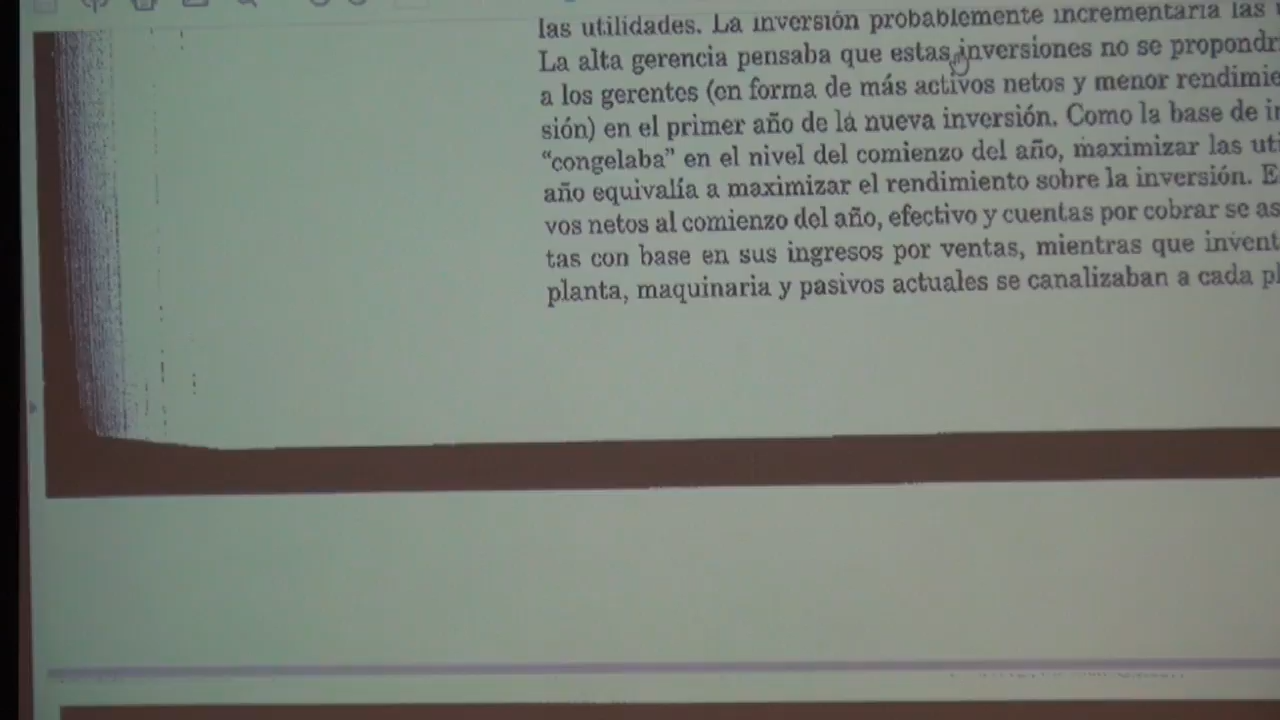 las utilidades. La inversión probablemente incrementaría las
La alta gerencia pensaba que estas inversiones no se propondr
a los gerentes (en forma de más activos netos y menor rendimie
sión) en el primer año de la nueva inversión. Como la base de in
“congelaba” en el nivel del comienzo del año, maximizar las uti
año equivalía a maximizar el rendimiento sobre la inversión. E
vos netos al comienzo del año, efectivo y cuentas por cobrar se as
tas con base en sus ingresos por ventas, mientras que invent
planta, maquinaria y pasivos actuales se canalizaban a cada pl